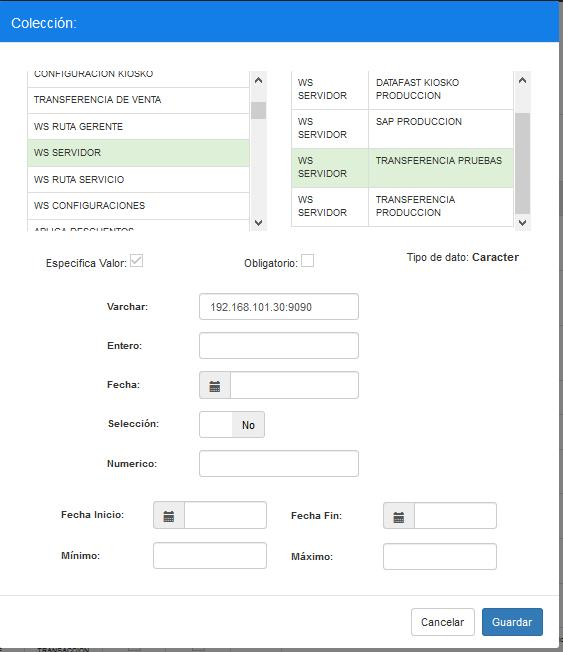 Colección:
CONFIGURACION KIOSKO
TRANSFERENCIA DE VENTA
WS RUTA GERENTE
WS SERVIDOR
WS RUTA SERVICIO
WS CONFIGURACIONES
APLICA DESCUENTOS
WS SERVIDOR
DATAFAST KIOSKO PRODUCCION
WS SERVIDOR
SAP PRODUCCION
WS SERVIDOR
TRANSFERENCIA PRUEBAS
WS SERVIDOR
TRANSFERENCIA PRODUCCION
Especifica Valor:
Obligatorio:
Tipo de dato: Caracter
Varchar: 192.168.101.30:9090
Entero:
Fecha:
Selección: No
Numerico:
Fecha Inicio:
Fecha Fin:
Mínimo:
Máximo:
Cancelar
Guardar
TRANSACCION